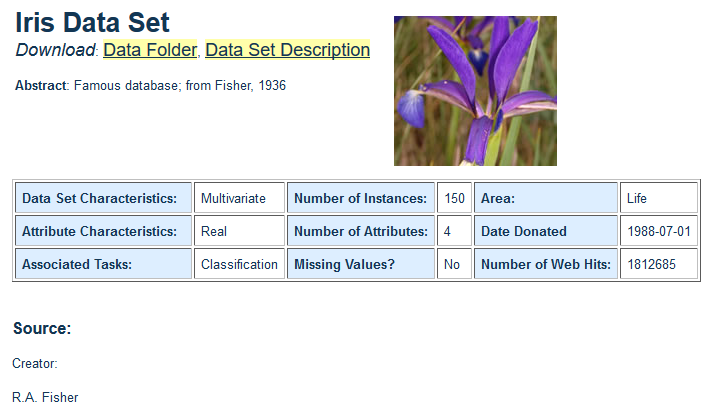 Iris Data Set
Download: Data Folder, Data Set Description
Abstract: Famous database; from Fisher, 1936
Data Set Characteristics: Multivariate Number of Instances: 150 Area: Life
Attribute Characteristics: Real Number of Attributes: 4 Date Donated 1988-07-01
Associated Tasks: Classification Missing Values? No Number of Web Hits: 1812685
Source:
Creator:
R.A. Fisher